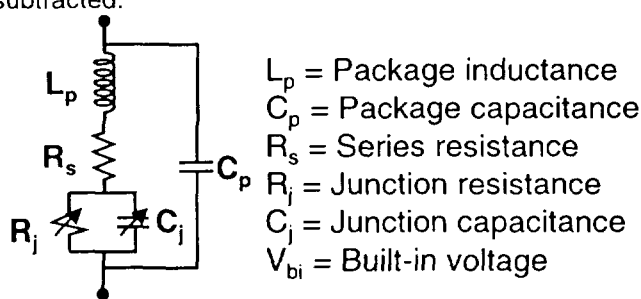 subtracted.
L_p
R_s
R_j
C_j
C_p
L_p = Package inductance
C_p = Package capacitance
R_s = Series resistance
R_j = Junction resistance
C_j = Junction capacitance
V_bi = Built-in voltage